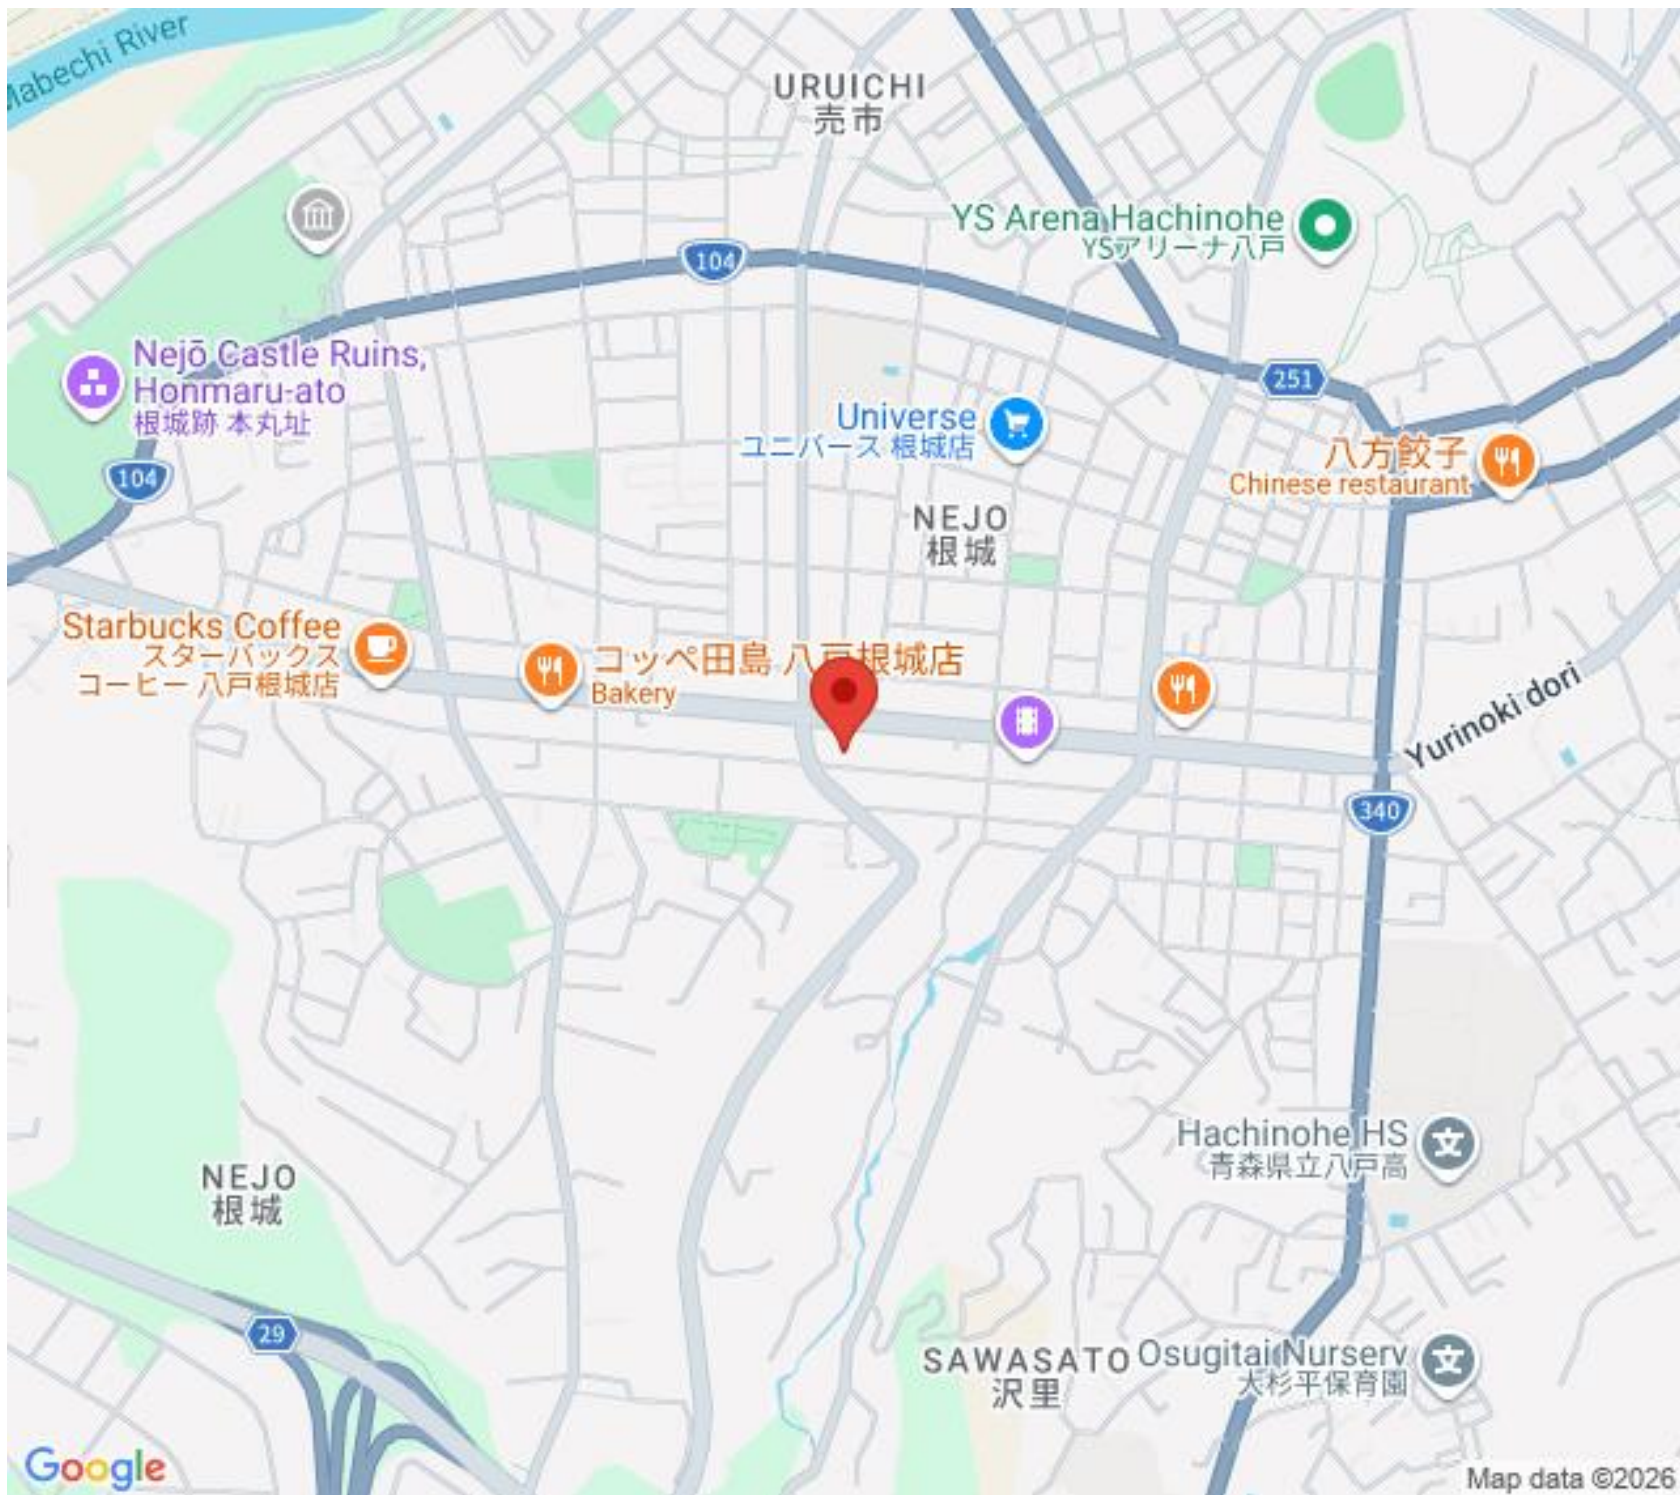 Mabechi River
URUICHI
売市
YS Arena Hachinohe
YSアリーナ八戸
104
Nejō Castle Ruins,
Honmaru-ato
根城跡 本丸址
251
Universe
ユニバース 根城店
八方餃子
Chinese restaurant
104
NEJO
根城
Starbucks Coffee
スターバックス
コーヒー 八戸根城店
コッペ田島 八戸根城店
Bakery
Yurinoki dori
340
Hachinohe HS
青森県立八戸高
NEJO
根城
29
SAWASATO
沢里
Osugitai Nurserv
大杉平保育園
Google
Map data ©2026